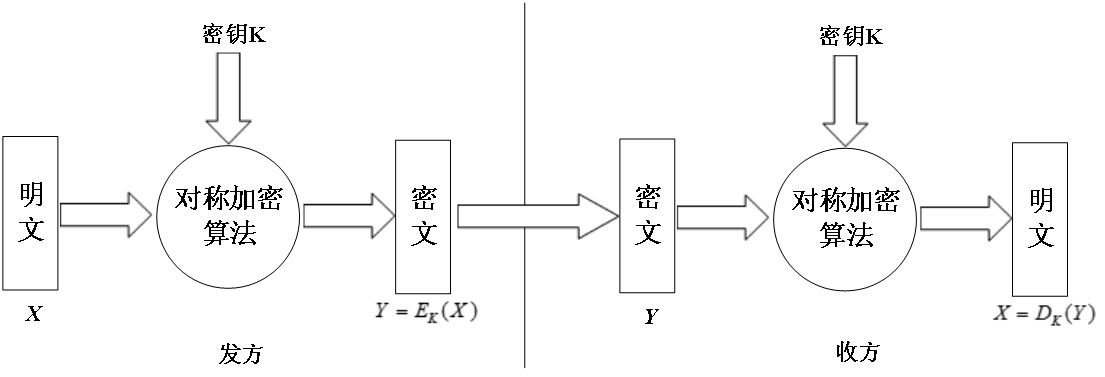 密钥K
密钥K
明文
对称加密
算法
密文
密文
对称加密
算法
明文
X
Y = E_K(X)
Y
X = D_K(Y)
发方
收方